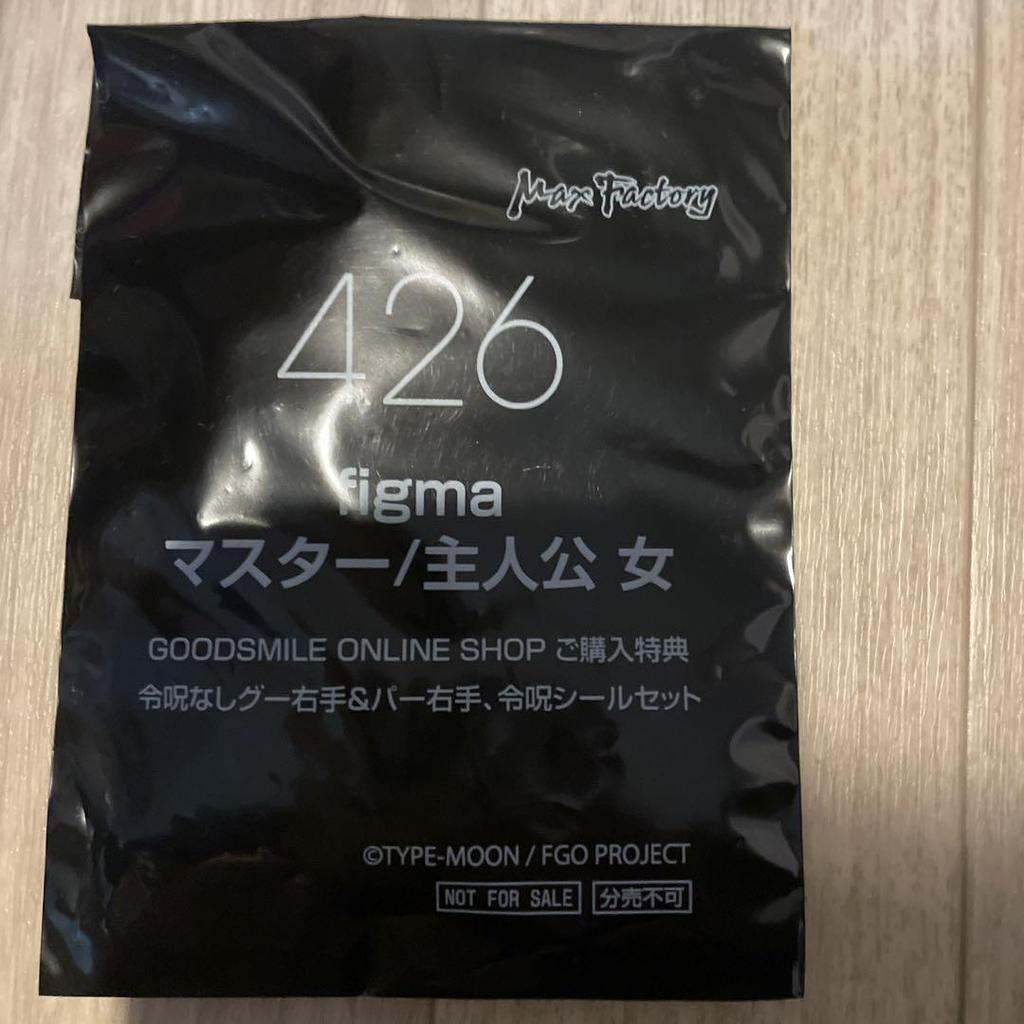 Max Factory
426
figma
マスター/主人公 女
GOODSMILE ONLINE SHOP ご購入特典
令呪なしグー右手&パー右手、令呪シールセット
©TYPE-MOON / FGO PROJECT
NOT FOR SALE 分売不可